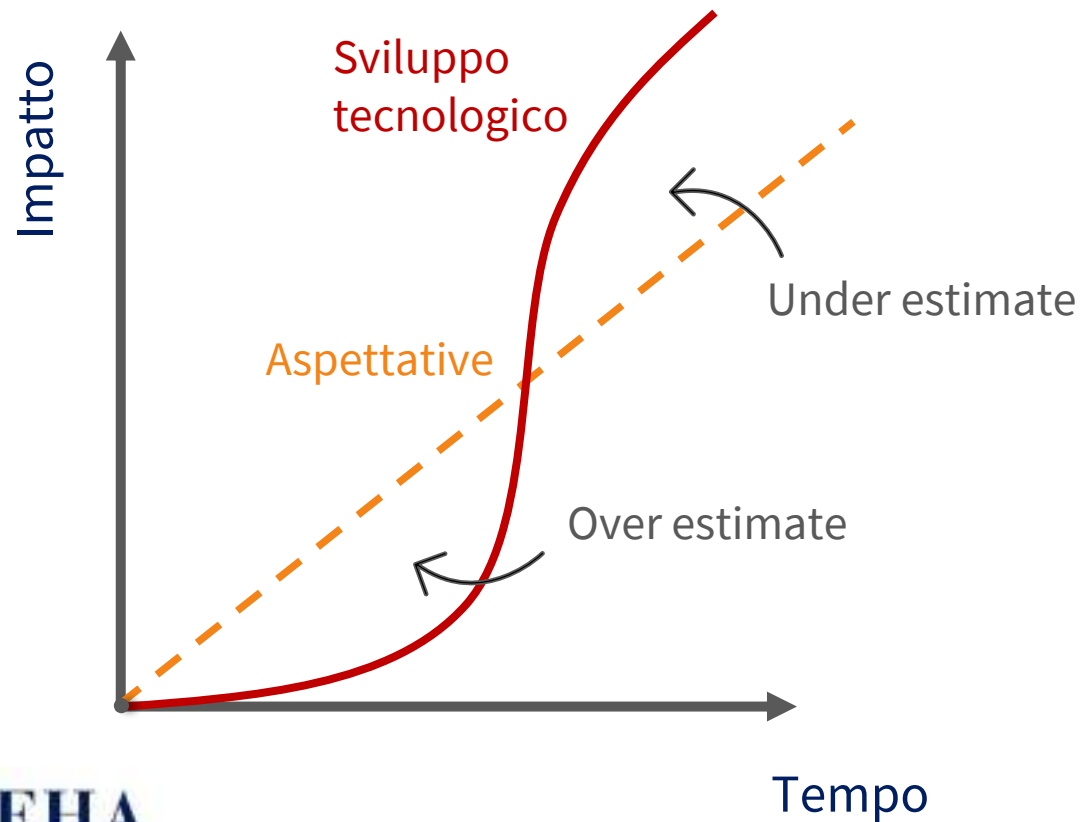 Sviluppo
tecnologico
Impatto
Under estimate
Aspettative
Over estimate
Tempo